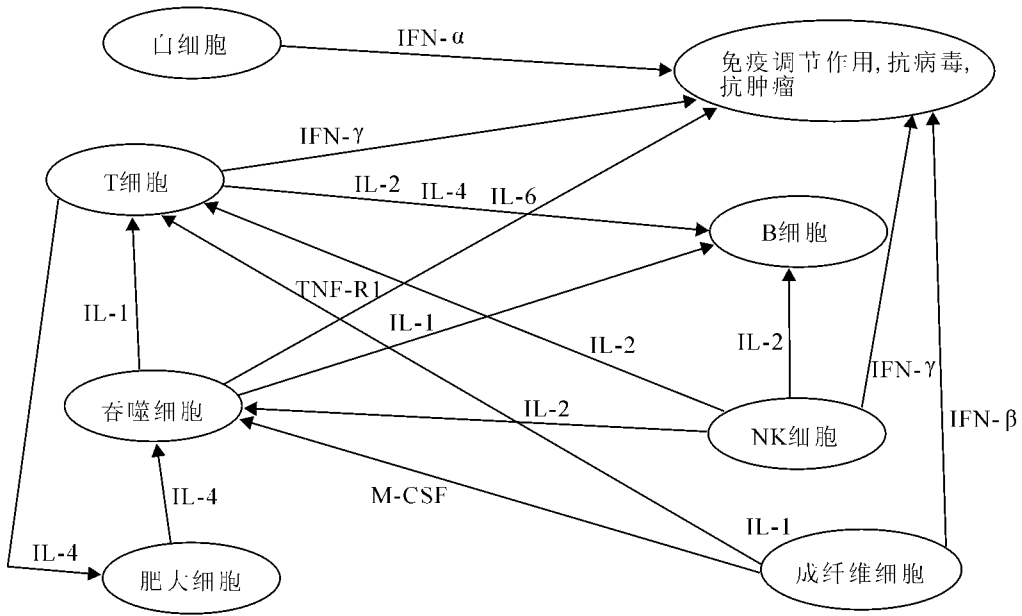 白细胞
IFN-α
免疫调节作用,抗病毒,
抗肿瘤
IFN-γ
T细胞
IL-2
IL-4
IL-6
B细胞
TNF-R1
IL-1
IL-1
IL-2
IL-2
IFN-γ
吞噬细胞
IL-2
NK细胞
IFN-β
IL-4
M-CSF
IL-1
IL-4
肥大细胞
成纤维细胞